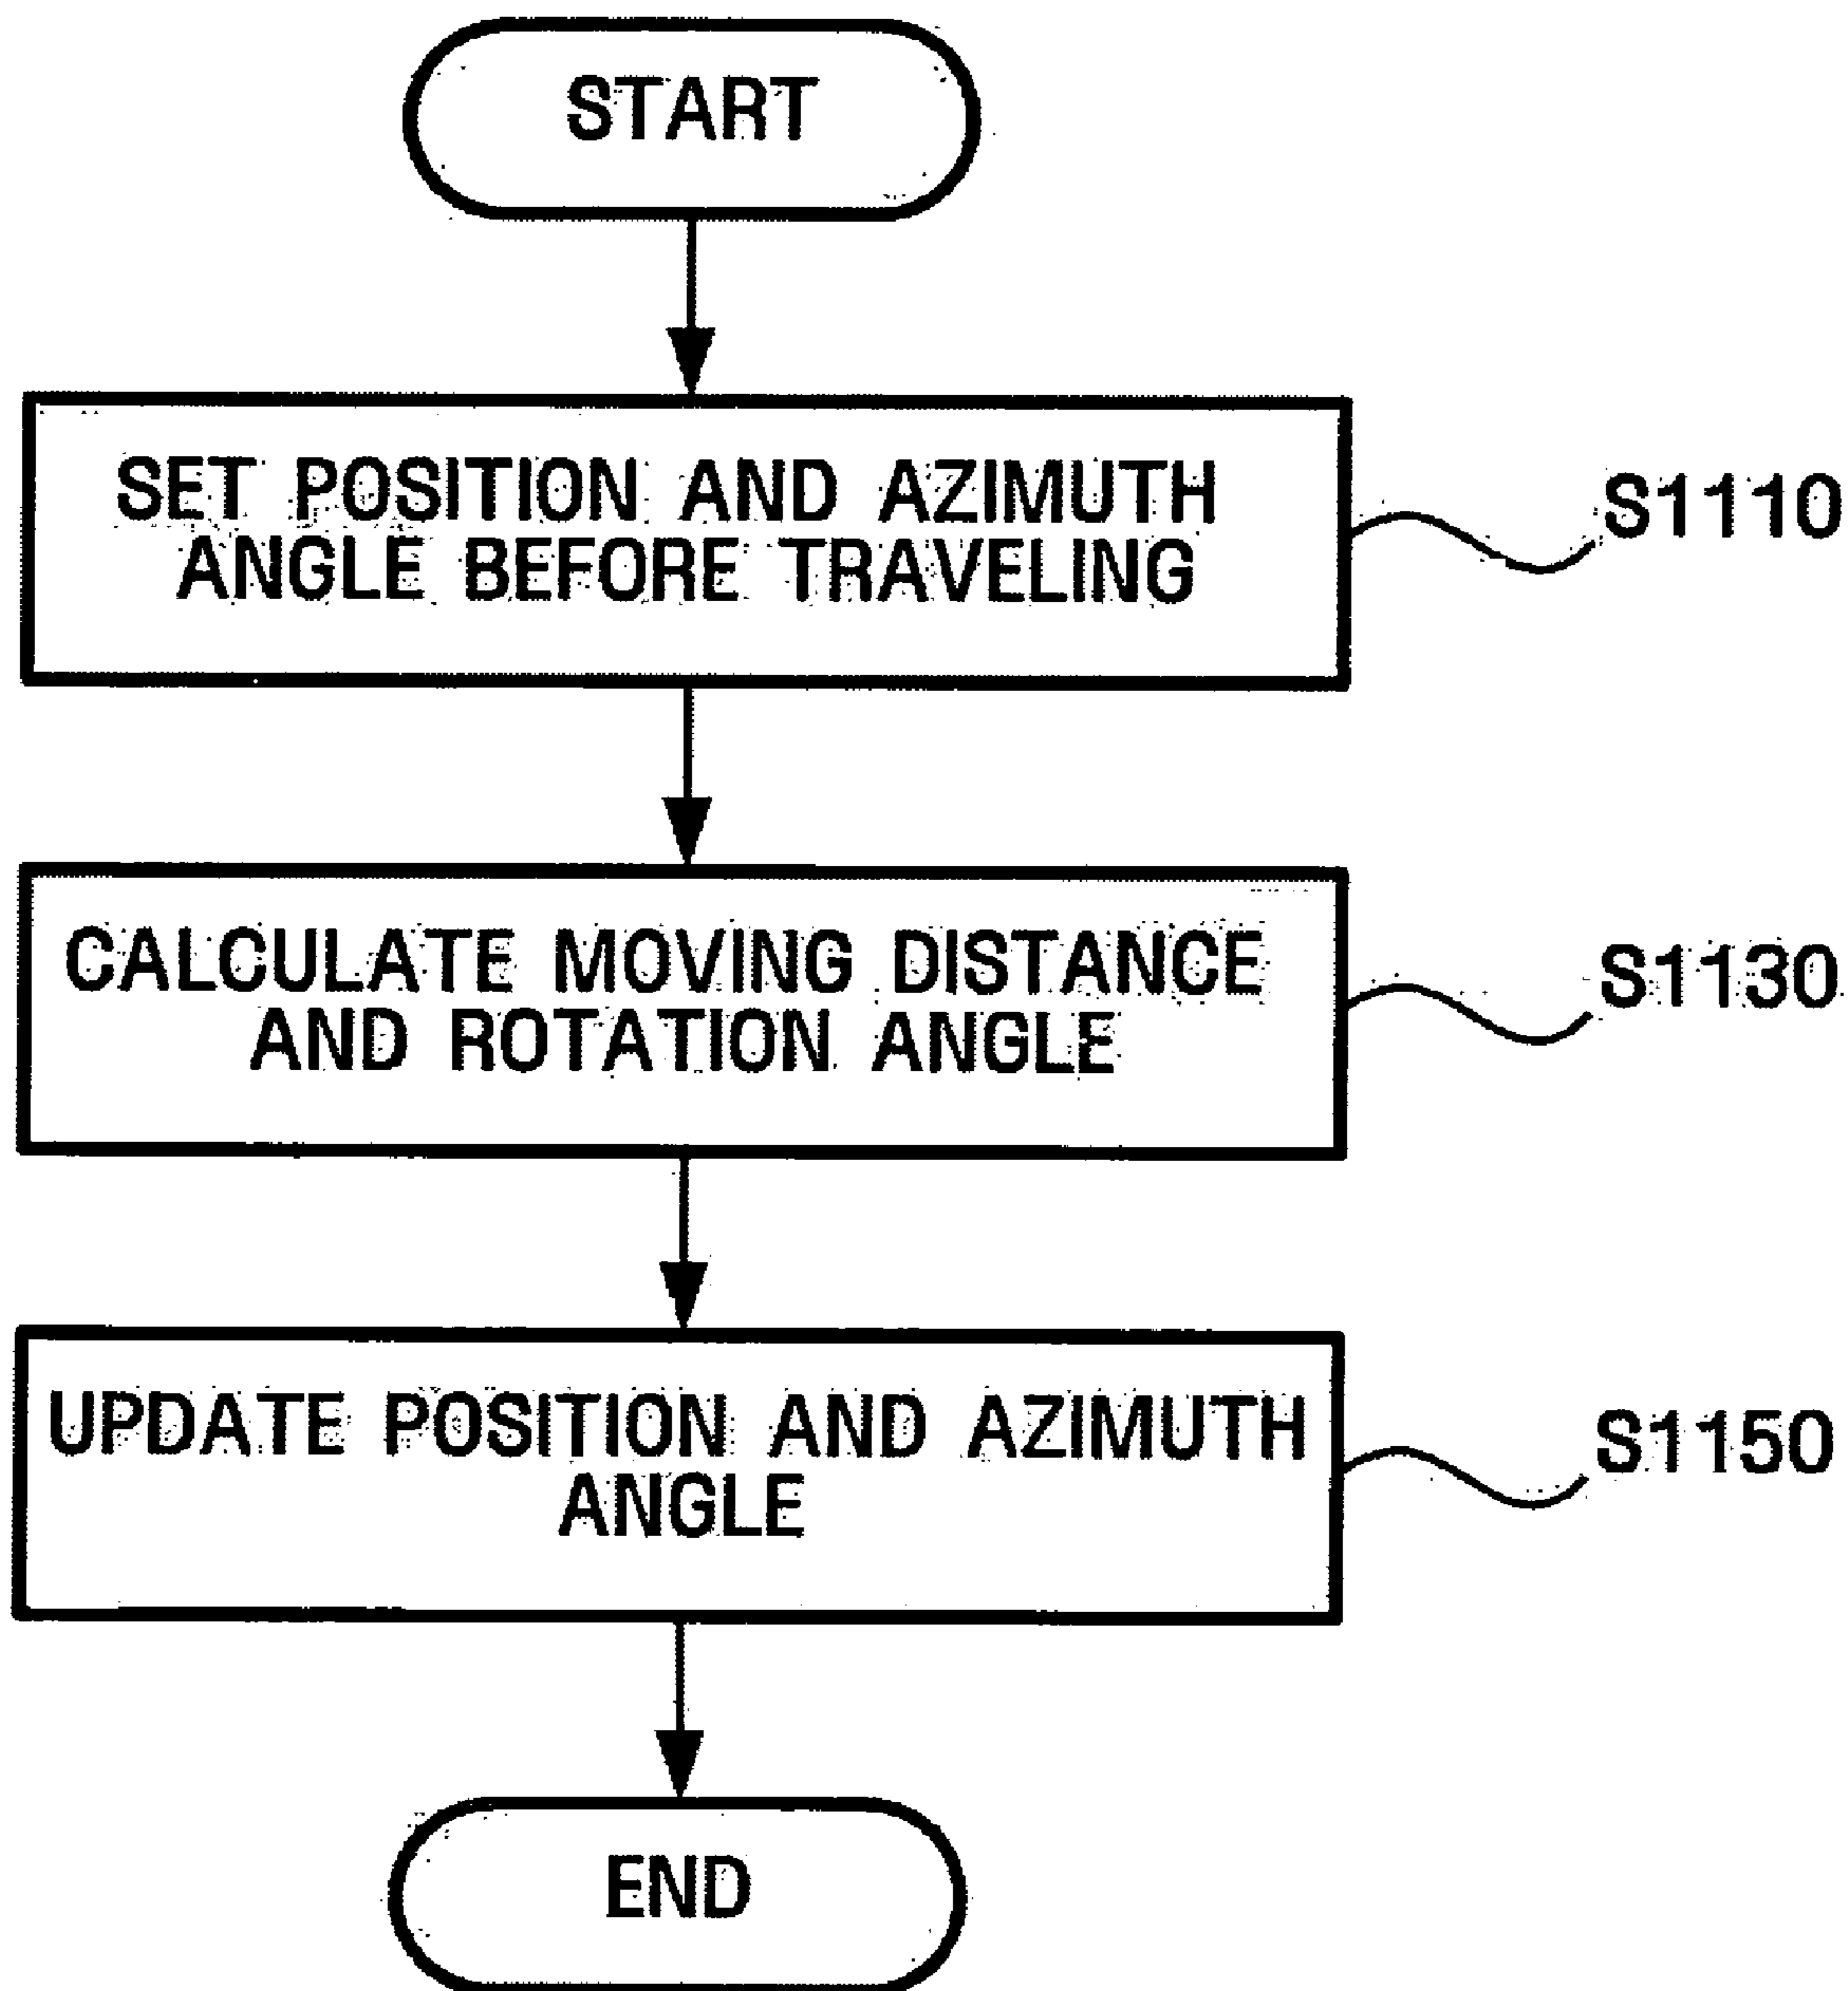 START
SET POSITION AND AZIMUTH
ANGLE BEFORE TRAVELING
S1110
CALCULATE MOVING DISTANCE
AND ROTATION ANGLE
S1130
UPDATE POSITION AND AZIMUTH
ANGLE
S1150
END